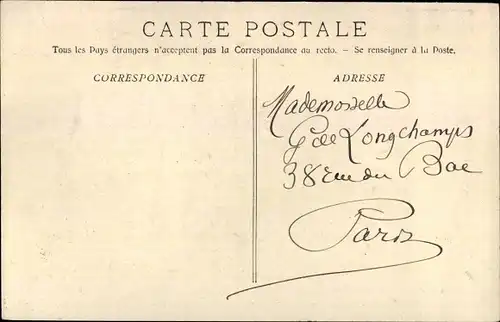 CARTE POSTALE
Tous les Pays étrangers n'acceptent pas la Correspondance au recto. - Se renseigner à la Poste.
CORRESPONDANCE
ADRESSE
Mademoiselle
G de Longchamps
38 rue du Bac
Paris